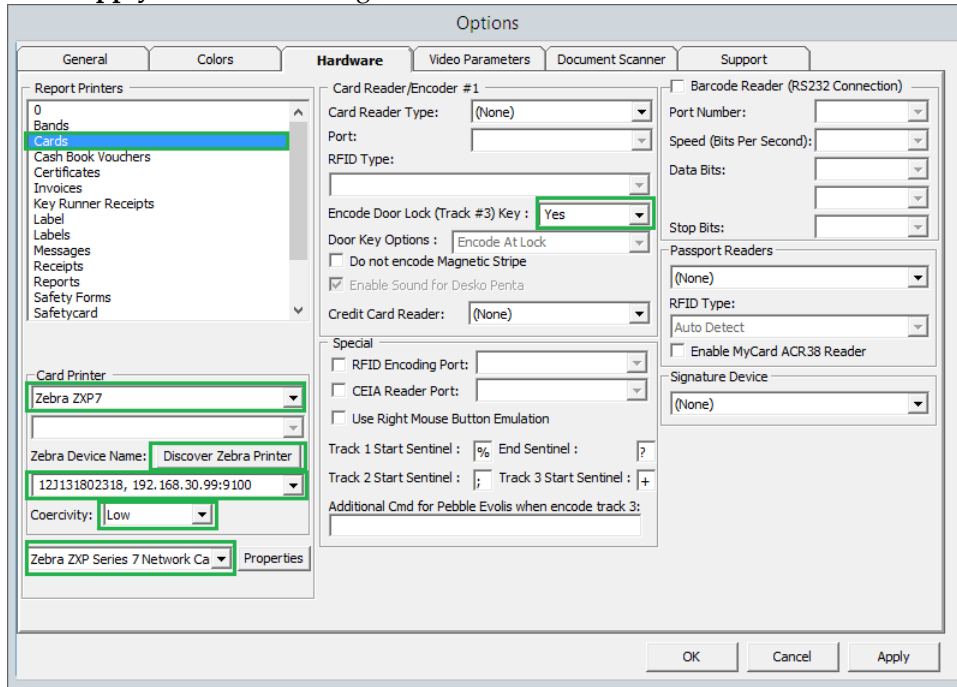 Options
General
Colors
Hardware
Video Parameters
Document Scanner
Support
Report Printers
0
Bands
Cards
Cash Book Vouchers
Certificates
Invoices
Key Runner Receipts
Label
Labels
Messages
Receipts
Reports
Safety Forms
Safetycard
Card Printer
Zebra ZXP7
Zebra Device Name: Discover Zebra Printer
12J131802318, 192.168.30.99:9100
Coercivity: Low
Zebra ZXP Series 7 Network Ca Properties
Card Reader/Encoder #1
Card Reader Type: (None)
Port:
RFID Type:
Encode Door Lock (Track #3) Key : Yes
Door Key Options : Encode At Lock
Do not encode Magnetic Stripe
Enable Sound for Desko Penta
Credit Card Reader: (None)
Special
RFID Encoding Port:
CEIA Reader Port:
Use Right Mouse Button Emulation
Track 1 Start Sentinel : % End Sentinel : ?
Track 2 Start Sentinel : ; Track 3 Start Sentinel : +
Additional Cmd for Pebble Evolis when encode track 3:
Barcode Reader (RS232 Connection)
Port Number:
Speed (Bits Per Second):
Data Bits:
Stop Bits:
Passport Readers
(None)
RFID Type:
Auto Detect
Enable MyCard ACR38 Reader
Signature Device
(None)
OK
Cancel
Apply